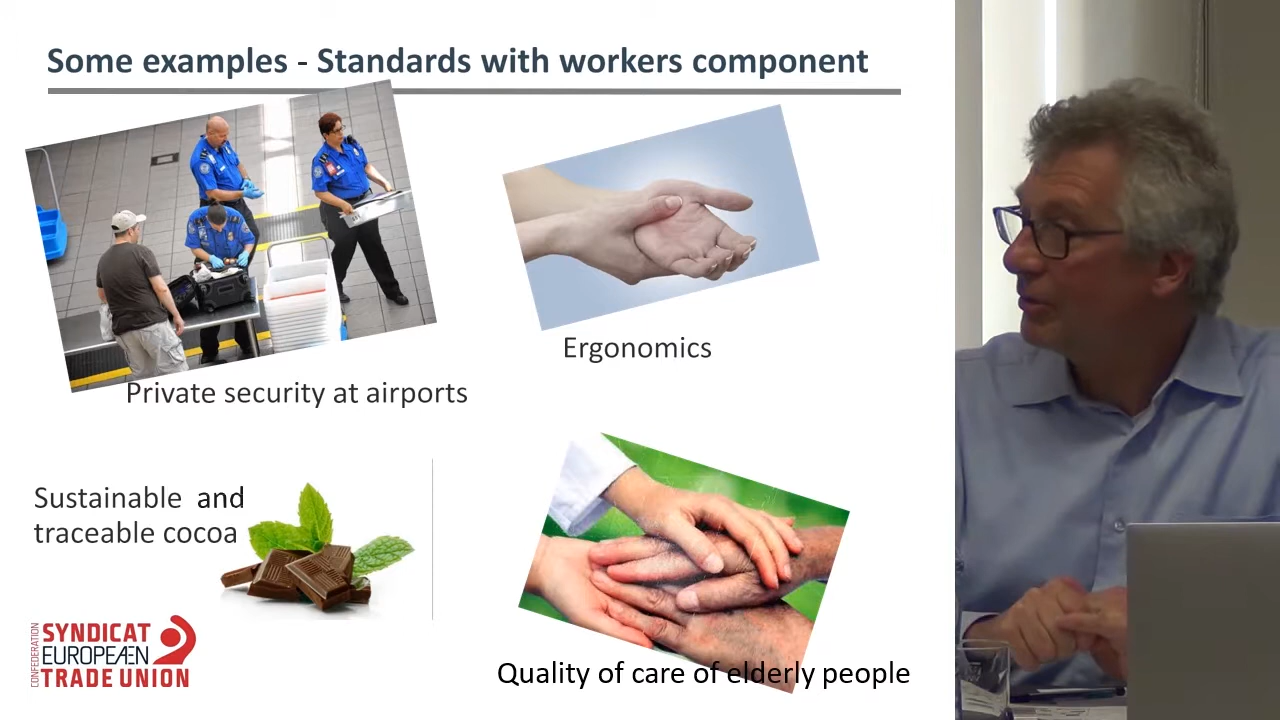 Some examples - Standards with workers component
Private security at airports
Ergonomics
Sustainable and
traceable cocoa
Quality of care of elderly people
CONFEDERATION
SYNDICAT
EUROPEÆN
TRADE UNION